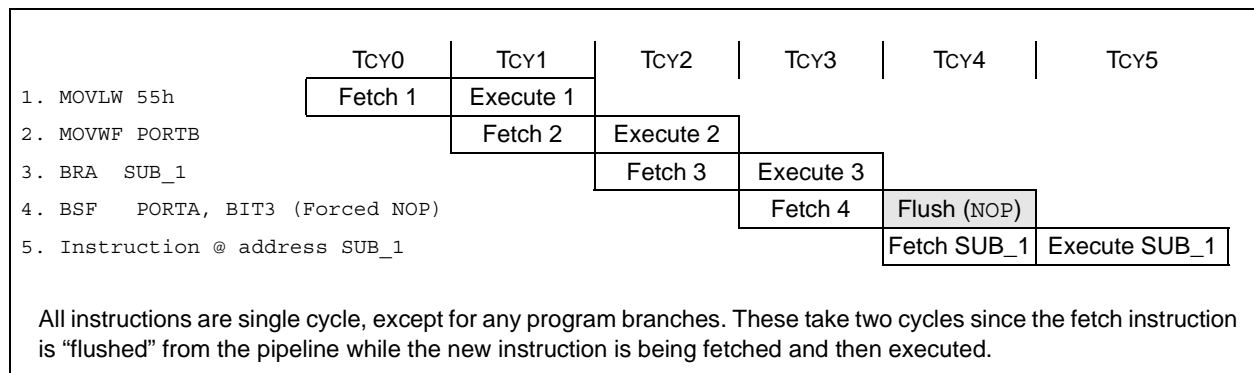 TCY0 TCY1 TCY2 TCY3 TCY4 TCY5
1. MOVLW 55h Fetch 1 Execute 1
2. MOVWF PORTB Fetch 2 Execute 2
3. BRA SUB_1 Fetch 3 Execute 3
4. BSF PORTA, BIT3 (Forced NOP) Fetch 4 Flush (NOP)
5. Instruction @ address SUB_1 Fetch SUB_1 Execute SUB_1
All instructions are single cycle, except for any program branches. These take two cycles since the fetch instruction
is “flushed” from the pipeline while the new instruction is being fetched and then executed.